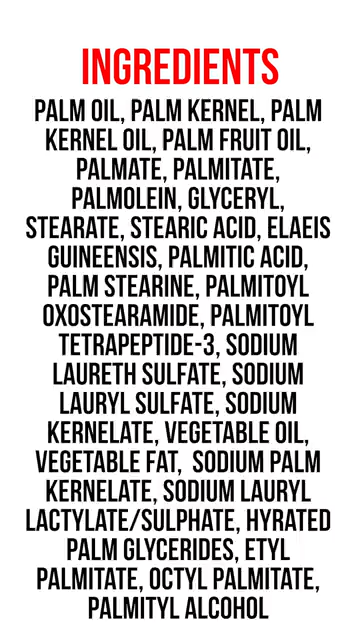 INGREDIENTS
PALM OIL, PALM KERNEL, PALM
KERNEL OIL, PALM FRUIT OIL,
PALMATE, PALMITATE,
PALMOLEIN, GLYCERYL,
STEARATE, STEARIC ACID, ELAEIS
GUINEENSIS, PALMITIC ACID,
PALM STEARINE, PALMITOYL
OXOSTEARAMIDE, PALMITOYL
TETRAPEPTIDE-3, SODIUM
LAURETH SULFATE, SODIUM
LAURYL SULFATE, SODIUM
KERNELATE, VEGETABLE OIL,
VEGETABLE FAT, SODIUM PALM
KERNELATE, SODIUM LAURYL
LACTYLATE/SULPHATE, HYRATED
PALM GLYCERIDES, ETYL
PALMITATE, OCTYL PALMITATE,
PALMITYL ALCOHOL